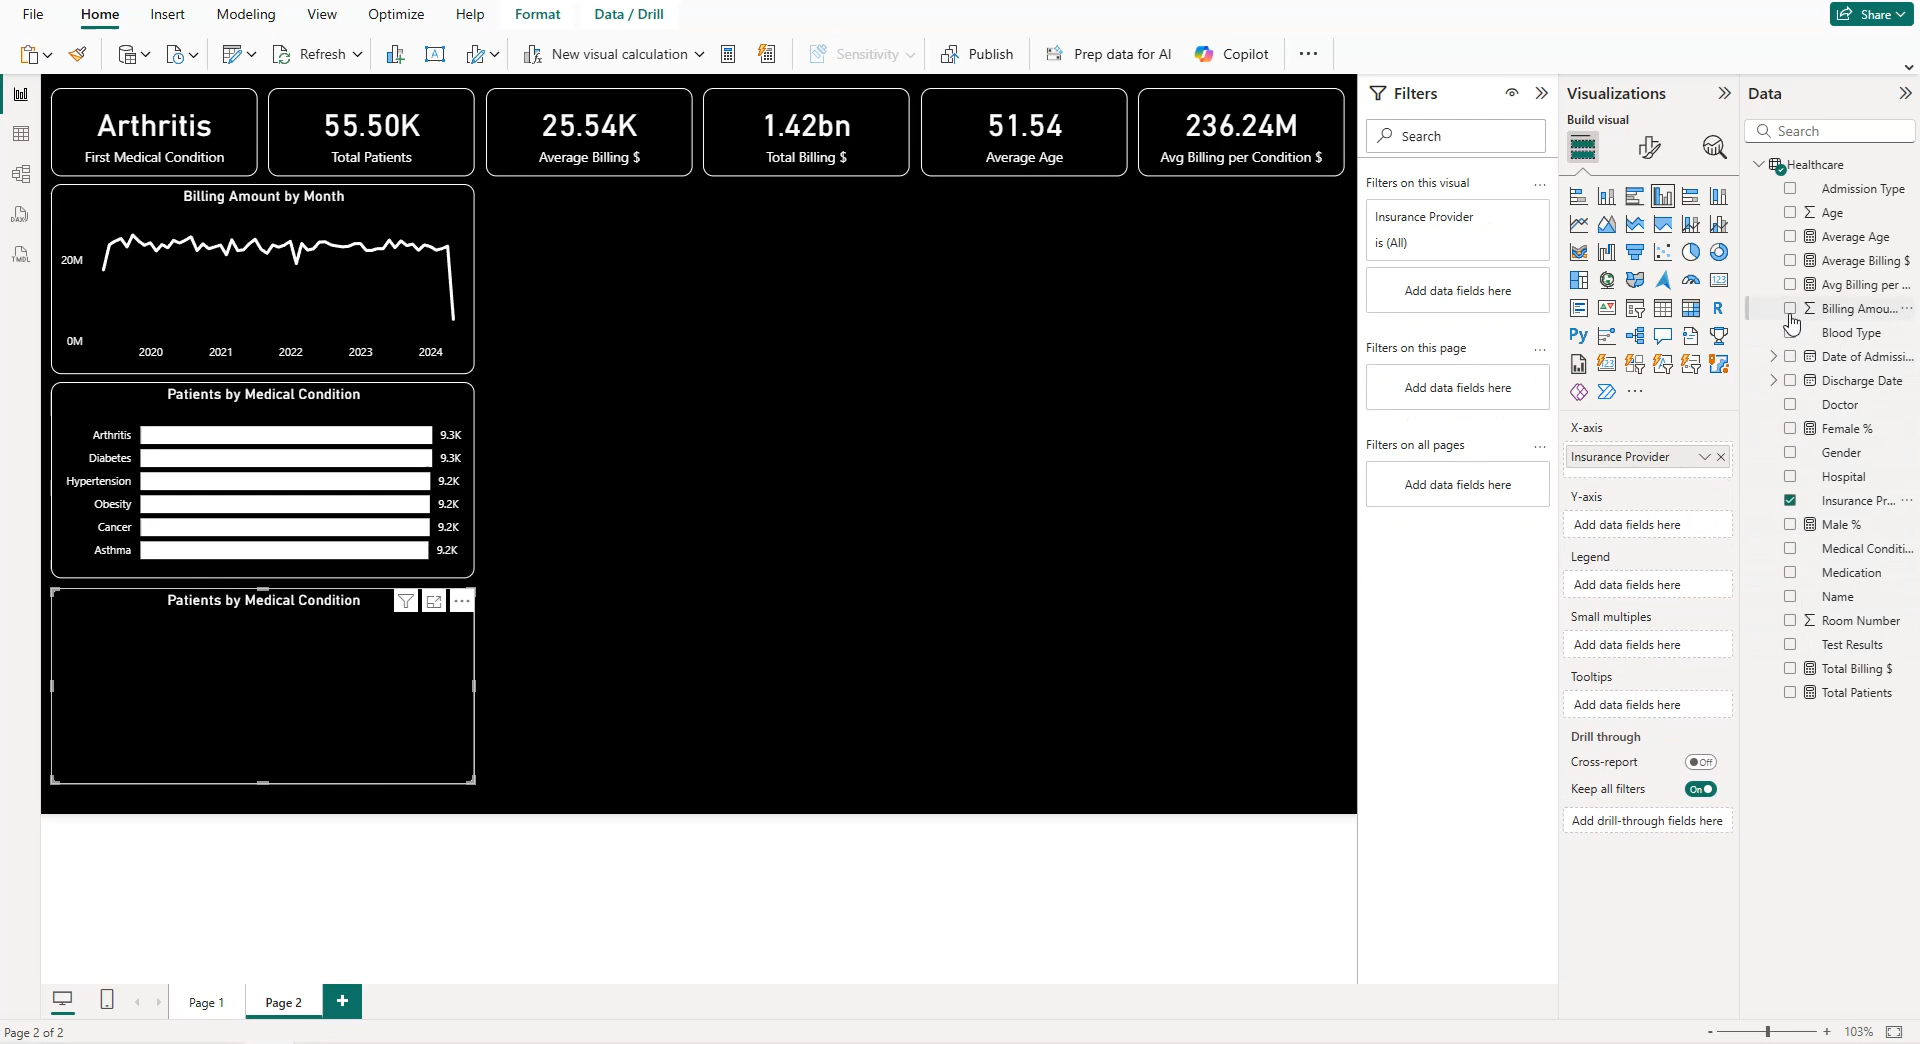 File Home Insert Modeling View Optimize Help Format Data / Drill Share
Refresh New visual calculation Sensitivity Publish Prep data for AI Copilot
Arthritis
First Medical Condition
55.50K
Total Patients
25.54K
Average Billing $
1.42bn
Total Billing $
51.54
Average Age
236.24M
Avg Billing per Condition $
Billing Amount by Month
20M
0M
2020 2021 2022 2023 2024
Patients by Medical Condition
Arthritis 9.3K
Diabetes 9.3K
Hypertension 9.2K
Obesity 9.2K
Cancer 9.2K
Asthma 9.2K
Patients by Medical Condition
Filters
Search
Filters on this visual
Insurance Provider
is (All)
Add data fields here
Filters on this page
Add data fields here
Filters on all pages
Add data fields here
Visualizations
Build visual
R
Py
X-axis
Insurance Provider
Y-axis
Add data fields here
Legend
Add data fields here
Small multiples
Add data fields here
Tooltips
Add data fields here
Drill through
Cross-report Off
Keep all filters On
Add drill-through fields here
Data
Search
Healthcare
Admission Type
Age
Average Age
Average Billing $
Avg Billing per ...
Billing Amou...
Blood Type
Date of Admissi...
Discharge Date
Doctor
Female %
Gender
Hospital
Insurance Pr...
Male %
Medical Conditi...
Medication
Name
Room Number
Test Results
Total Billing $
Total Patients
DAX
TMDL
Page 1 Page 2 +
Page 2 of 2
- + 103%